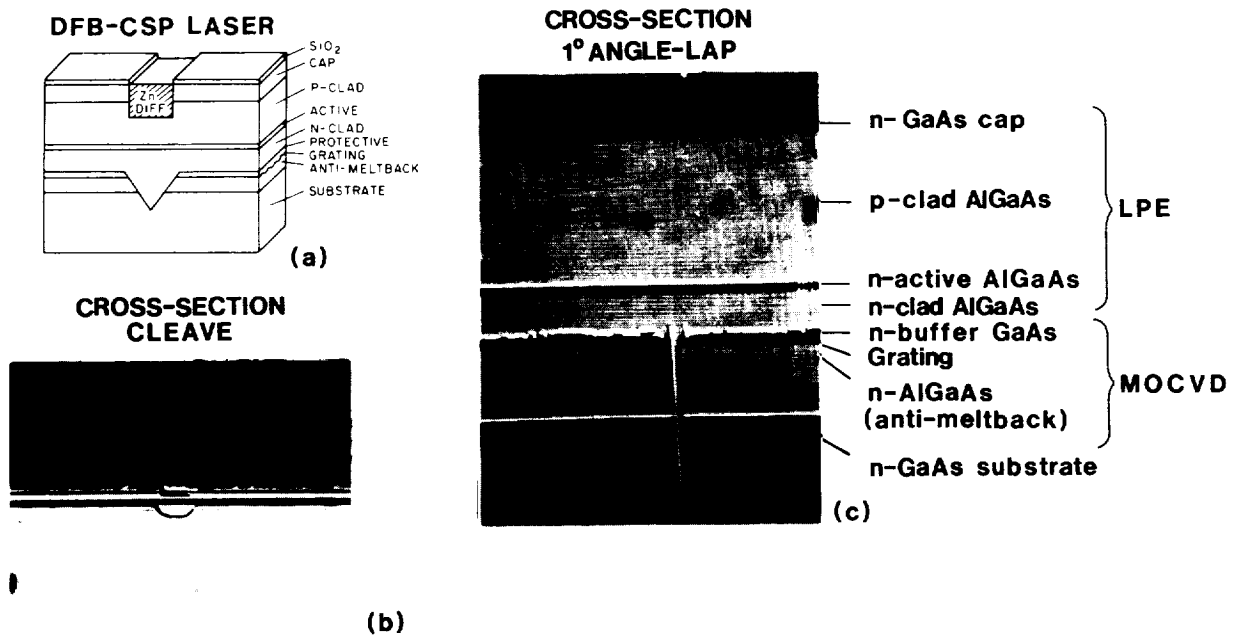 DFB-CSP LASER
SiO2
CAP
P-CLAD
ACTIVE
N-CLAD
PROTECTIVE
GRATING
ANTI-MELTBACK
SUBSTRATE
Zn
DIFF
(a)
CROSS-SECTION
CLEAVE
(b)
CROSS-SECTION
1° ANGLE-LAP
n-GaAs cap
p-clad AlGaAs
n-active AlGaAs
n-clad AlGaAs
n-buffer GaAs
Grating
n-AlGaAs
(anti-meltback)
n-GaAs substrate
LPE
MOCVD
(c)